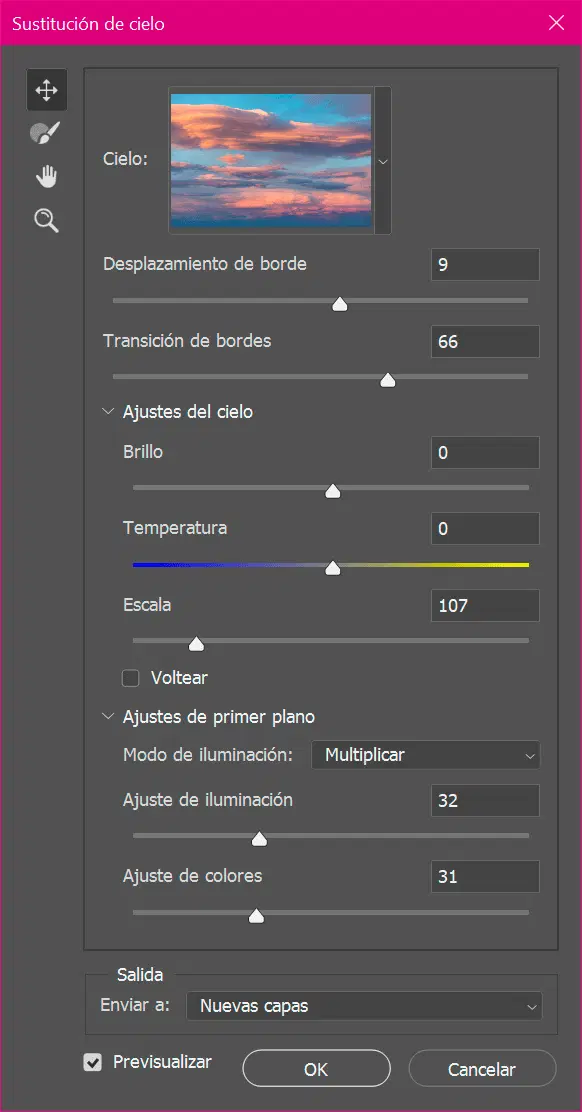 Sustitución de cielo
Cielo:
Desplazamiento de borde 9
Transición de bordes 66
Ajustes del cielo
Brillo 0
Temperatura 0
Escala 107
Voltear
Ajustes de primer plano
Modo de iluminación: Multiplicar
Ajuste de iluminación 32
Ajuste de colores 31
Salida
Enviar a: Nuevas capas
Previsualizar OK Cancelar